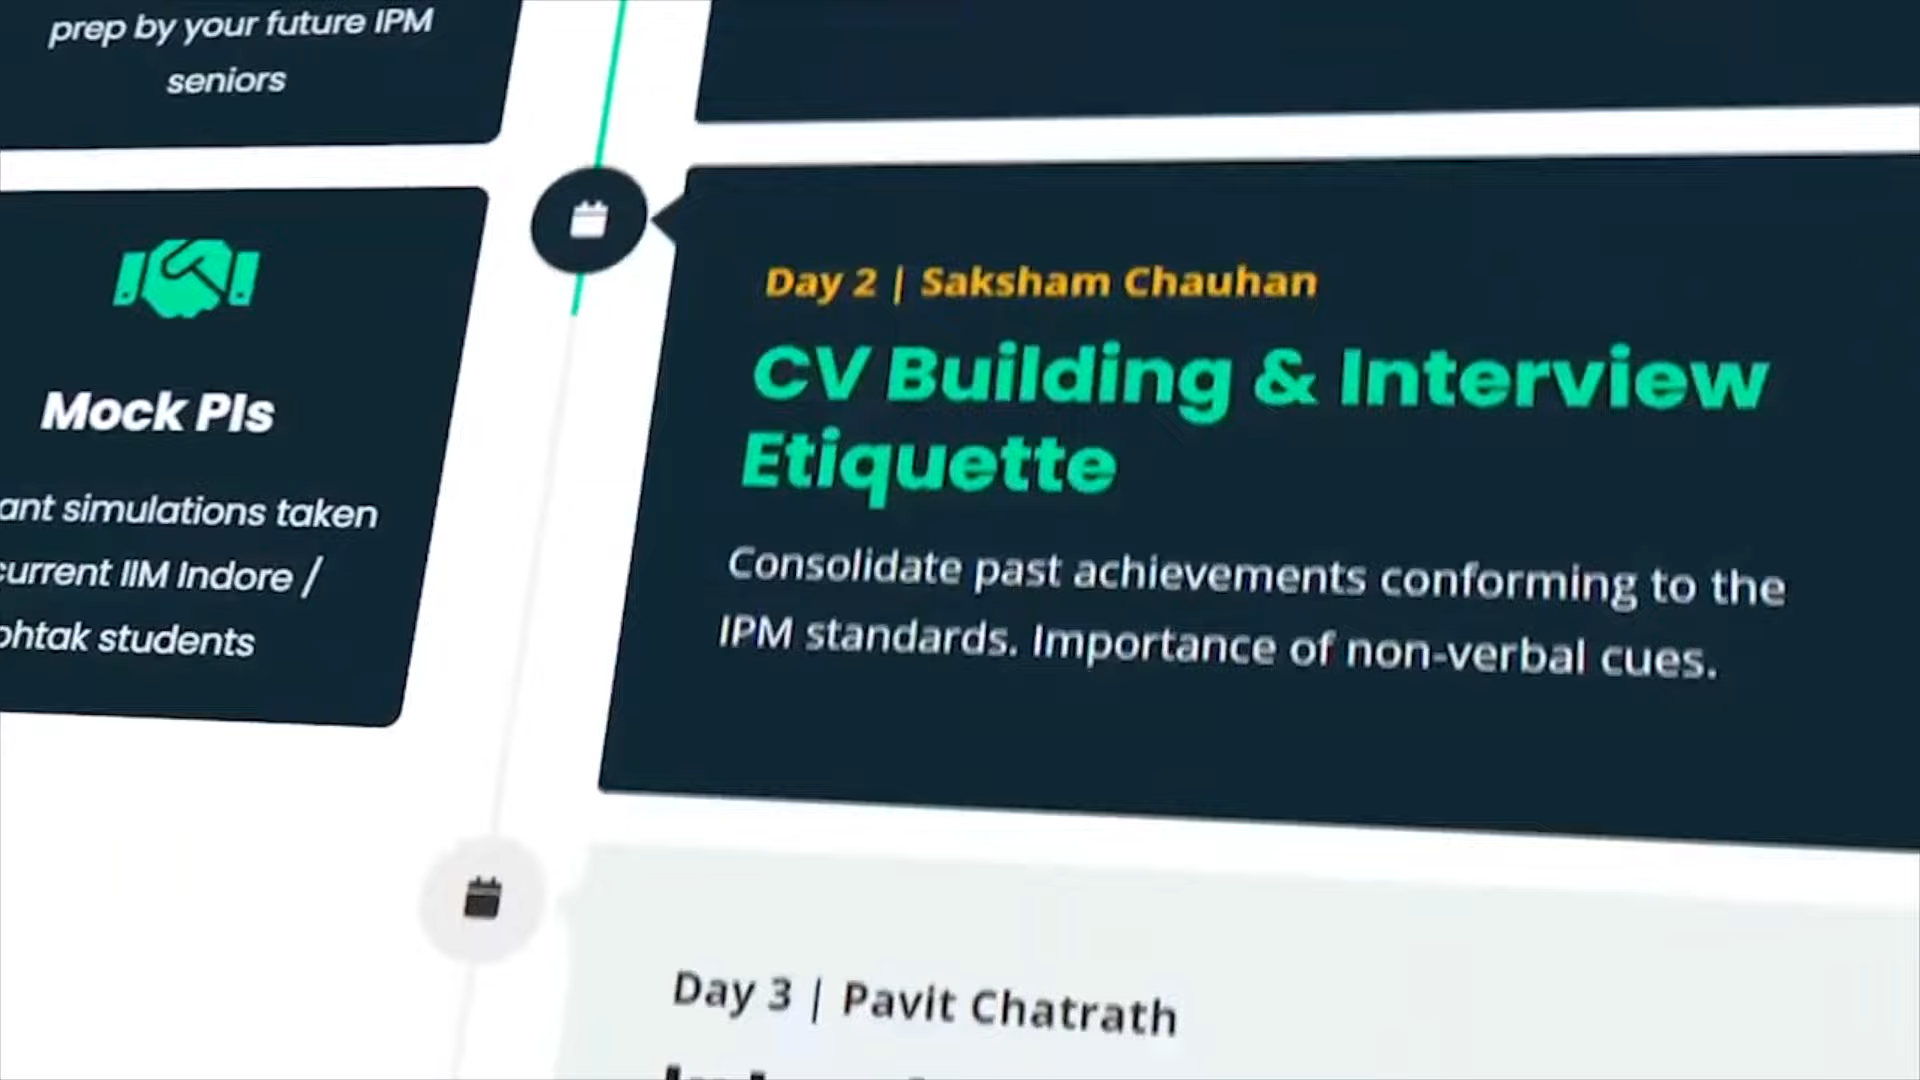 prep by your future IPM
seniors
Mock PIs
simulations taken
current IIM Indore /
students
Day 2 | Saksham Chauhan
CV Building & Interview
Etiquette
Consolidate past achievements conforming to the
IPM standards. Importance of non-verbal cues.
Day 3 | Pavit Chatrath